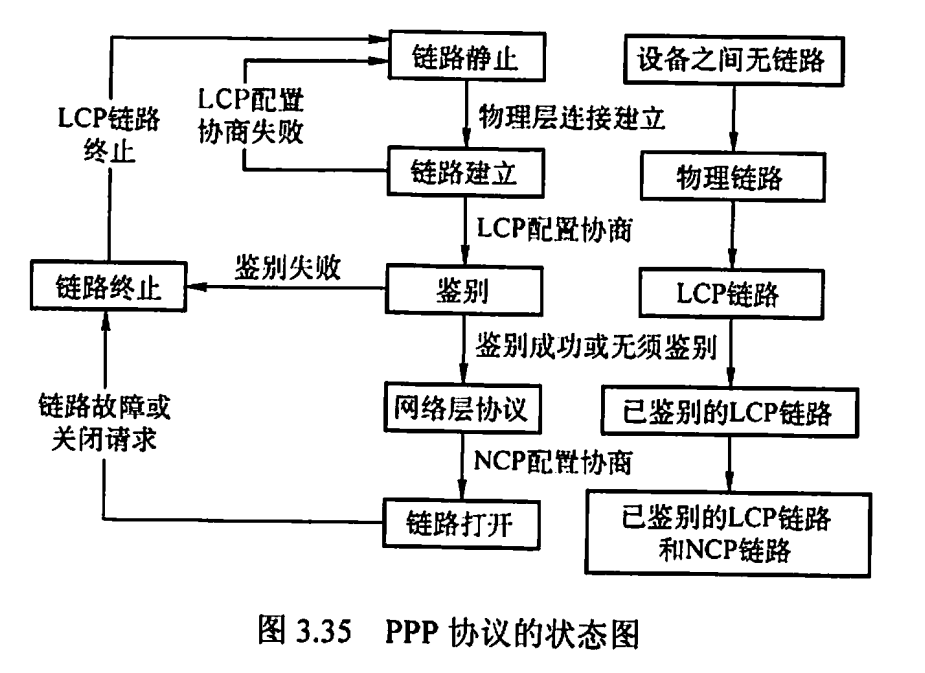 链路静止
设备之间无链路
LCP配置
协商失败
LCP链路
终止
物理层连接建立
链路建立
物理链路
LCP配置协商
鉴别失败
链路终止
鉴别
LCP链路
鉴别成功或无须鉴别
链路故障或
关闭请求
网络层协议
已鉴别的LCP链路
NCP配置协商
链路打开
已鉴别的LCP链路
和NCP链路
图 3.35 PPP 协议的状态图